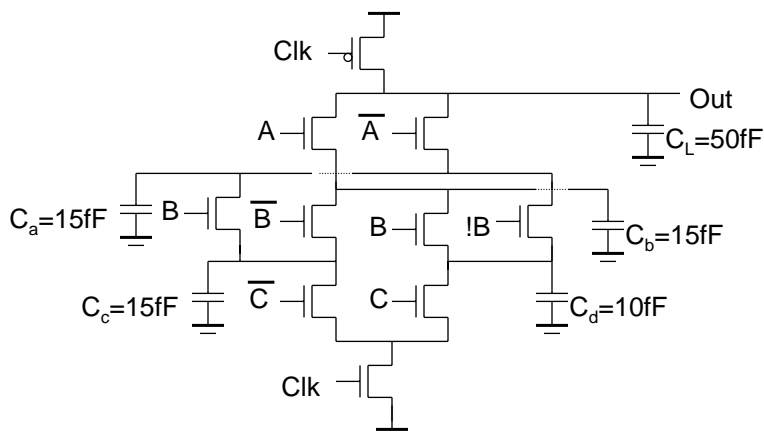 Clk
Out
A
A̅
C_L=50fF
C_a=15fF
B
B̅
B
!B
C_b=15fF
C_c=15fF
C̅
C
C_d=10fF
Clk